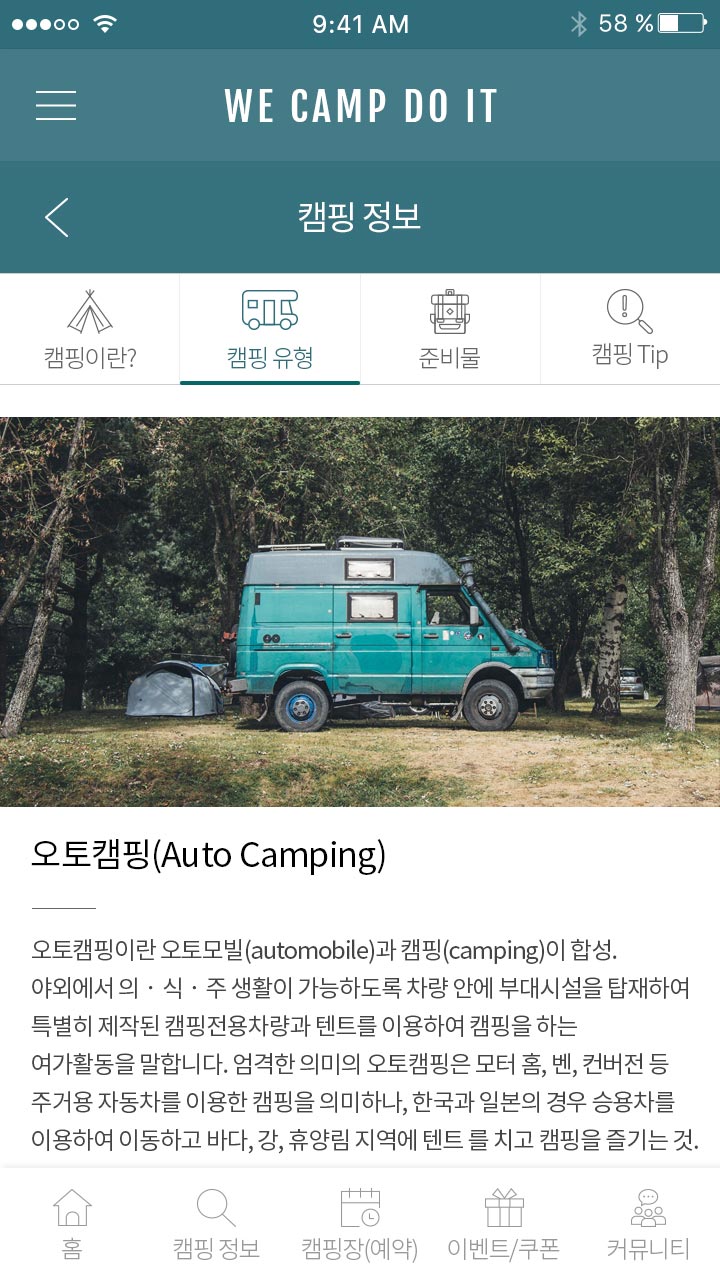 9:41 AM
58 %
WE CAMP DO IT
캠핑 정보
캠핑이란?
캠핑 유형
준비물
캠핑 Tip
오토캠핑(Auto Camping)
오토캠핑이란 오토모빌(automobile)과 캠핑(camping)이 합성.
야외에서 의 · 식 · 주 생활이 가능하도록 차량 안에 부대시설을 탑재하여
특별히 제작된 캠핑전용차량과 텐트를 이용하여 캠핑을 하는
여가활동을 말합니다. 엄격한 의미의 오토캠핑은 모터 홈, 벤, 컨버전 등
주거용 자동차를 이용한 캠핑을 의미하나, 한국과 일본의 경우 승용차를
이용하여 이동하고 바다, 강, 휴양림 지역에 텐트 를 치고 캠핑을 즐기는 것.
홈
캠핑 정보
캠핑장(예약)
이벤트/쿠폰
커뮤니티